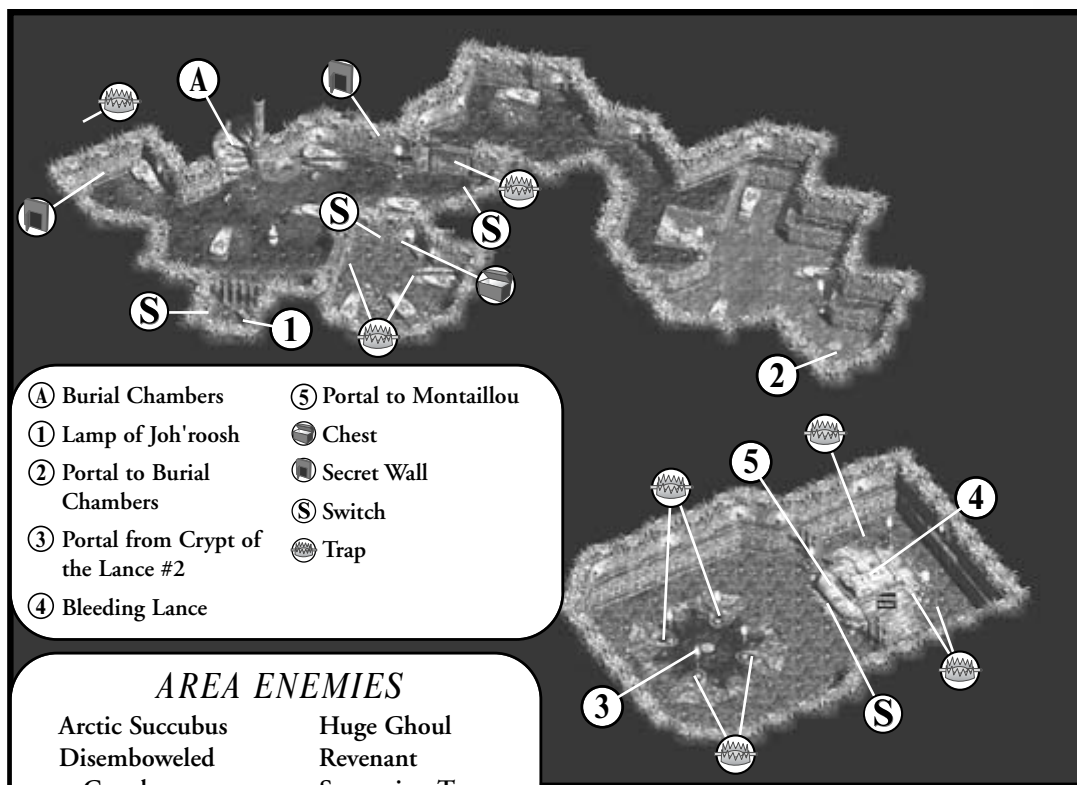 A
S
S
S
1
2
A Burial Chambers
1 Lamp of Joh'roosh
2 Portal to Burial
Chambers
3 Portal from Crypt of
the Lance #2
4 Bleeding Lance
5 Portal to Montaillou
Chest
Secret Wall
S Switch
Trap
5
4
3
S
AREA ENEMIES
Arctic Succubus
Disemboweled
Huge Ghoul
Revenant